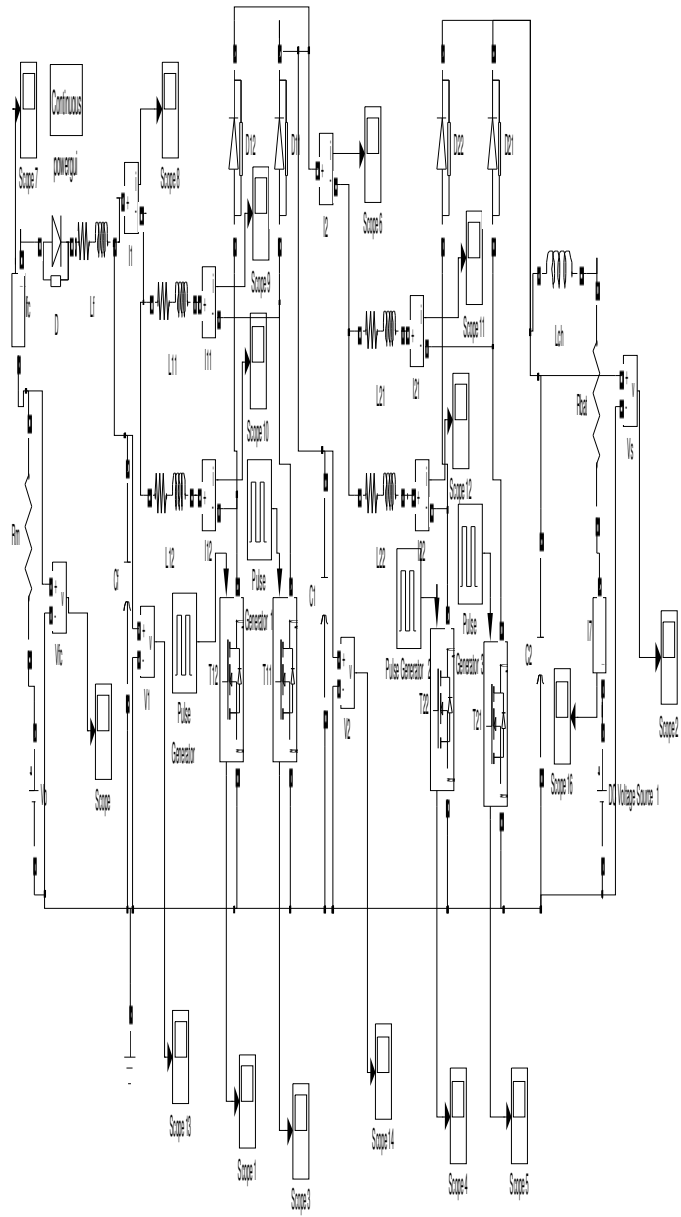 Continuous
powergui
Scope 7
Scope 8
Ifc
D
Lf
I1
D12
D11
Scope 9
I2
Scope 6
D22
D21
L11
I11
Scope 10
L21
I21
Scope 11
Lch
Rbat
Vs
Rm
Vfc
Cf
V1
L12
I12
Pulse
Generator 1
C1
V2
L22
I22
Scope 12
Pulse
Generator 3
C2
I7
Scope
Vb
Pulse
Generator
T12
T11
Pulse Generator 2
T22
T21
Scope 16
DC Voltage Source 1
Scope 2
Scope 13
Scope 1
Scope 3
Scope 14
Scope 4
Scope 5